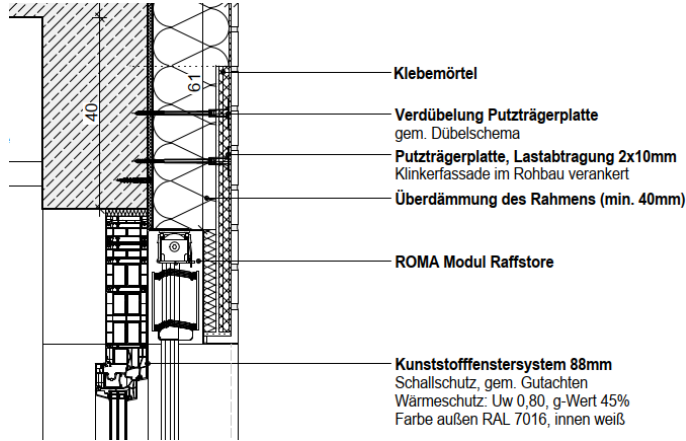 Klebemörtel
61
40
Verdübelung Putzträgerplatte
gem. Dübelschema
Putzträgerplatte, Lastabtragung 2x10mm
Klinkerfassade im Rohbau verankert
Überdämmung des Rahmens (min. 40mm)
ROMA Modul Raffstore
Kunststofffenstersystem 88mm
Schallschutz, gem. Gutachten
Wärmeschutz: Uw 0,80, g-Wert 45%
Farbe außen RAL 7016, innen weiß